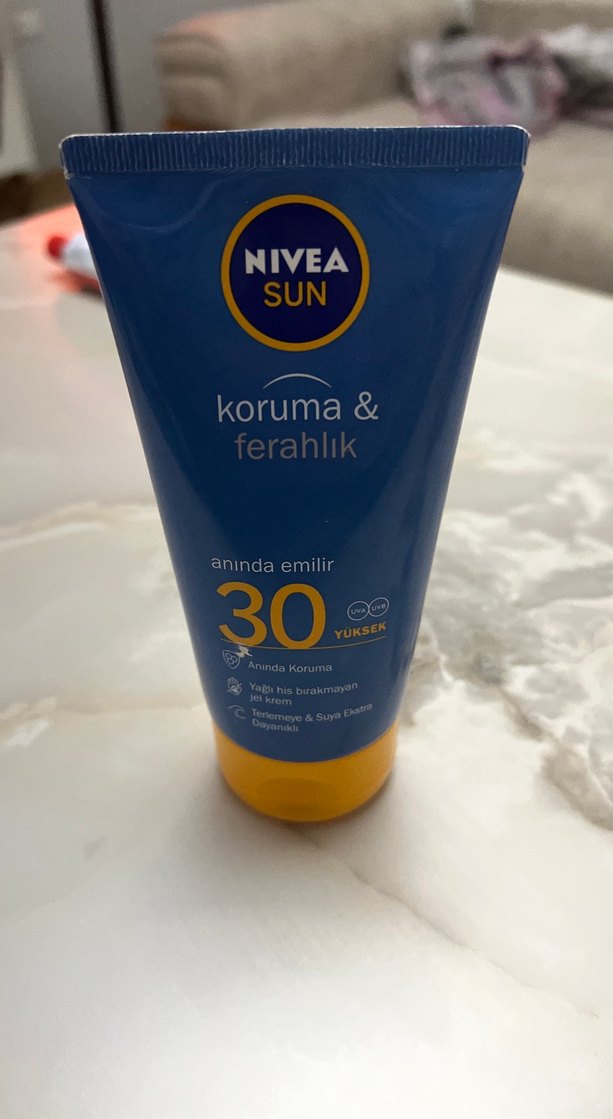 NIVEA
SUN
koruma &
ferahlık
anında emilir
30
UVA UVB
YÜKSEK
Anında Koruma
Yağlı his bırakmayan
jel krem
Terlemeye & Suya Ekstra
Dayanıklı